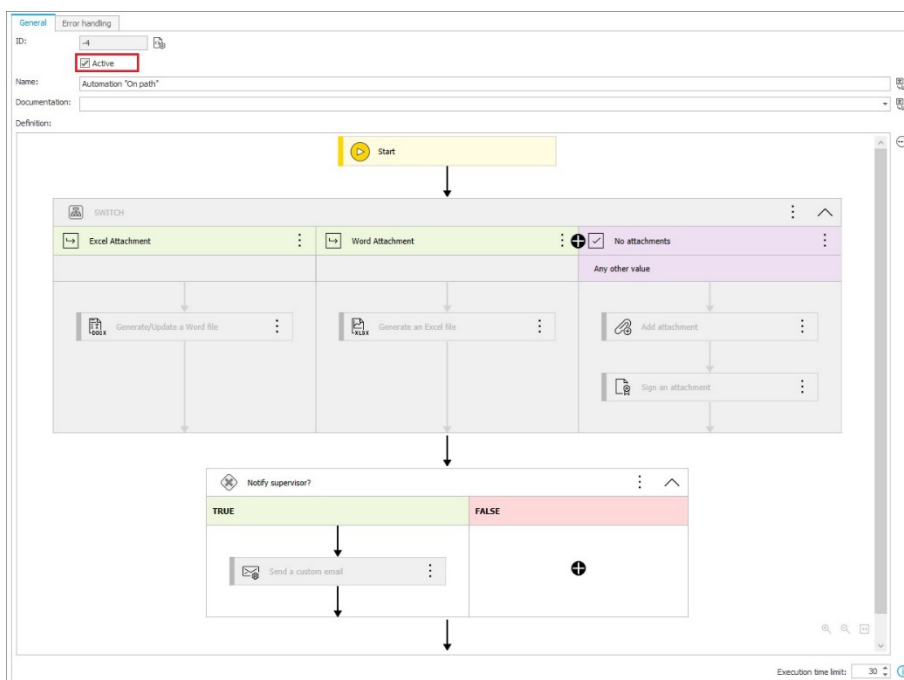 General Error handling
ID: -4
Active
Name: Automation "On path"
Documentation:
Definition:
Start
SWITCH
Excel Attachment Word Attachment No attachments
Any other value
Generate/Update a Word file Generate an Excel file Add attachment
DOCX XLSX
Sign an attachment
Notify supervisor?
TRUE FALSE
Send a custom email
Execution time limit: 30